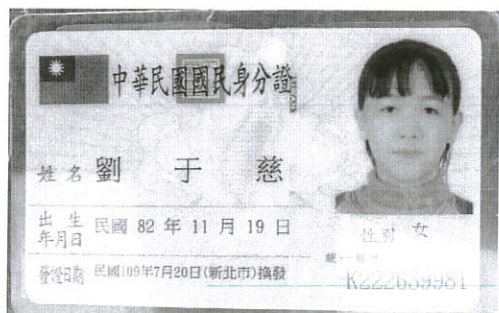 中華民國國民身分證
姓名 劉 于 慈
出生年月日 民國 82 年 11 月 19 日
性別 女
發證日期 民國109年7月20日(新北市)換發